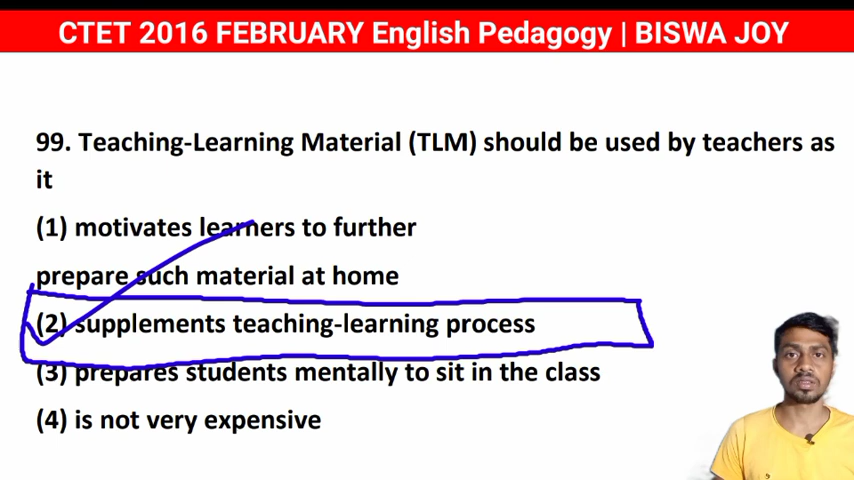 CTET 2016 FEBRUARY English Pedagogy | BISWA JOY
99. Teaching-Learning Material (TLM) should be used by teachers as
it
(1) motivates learners to further
prepare such material at home
(2) supplements teaching-learning process
(3) prepares students mentally to sit in the class
(4) is not very expensive